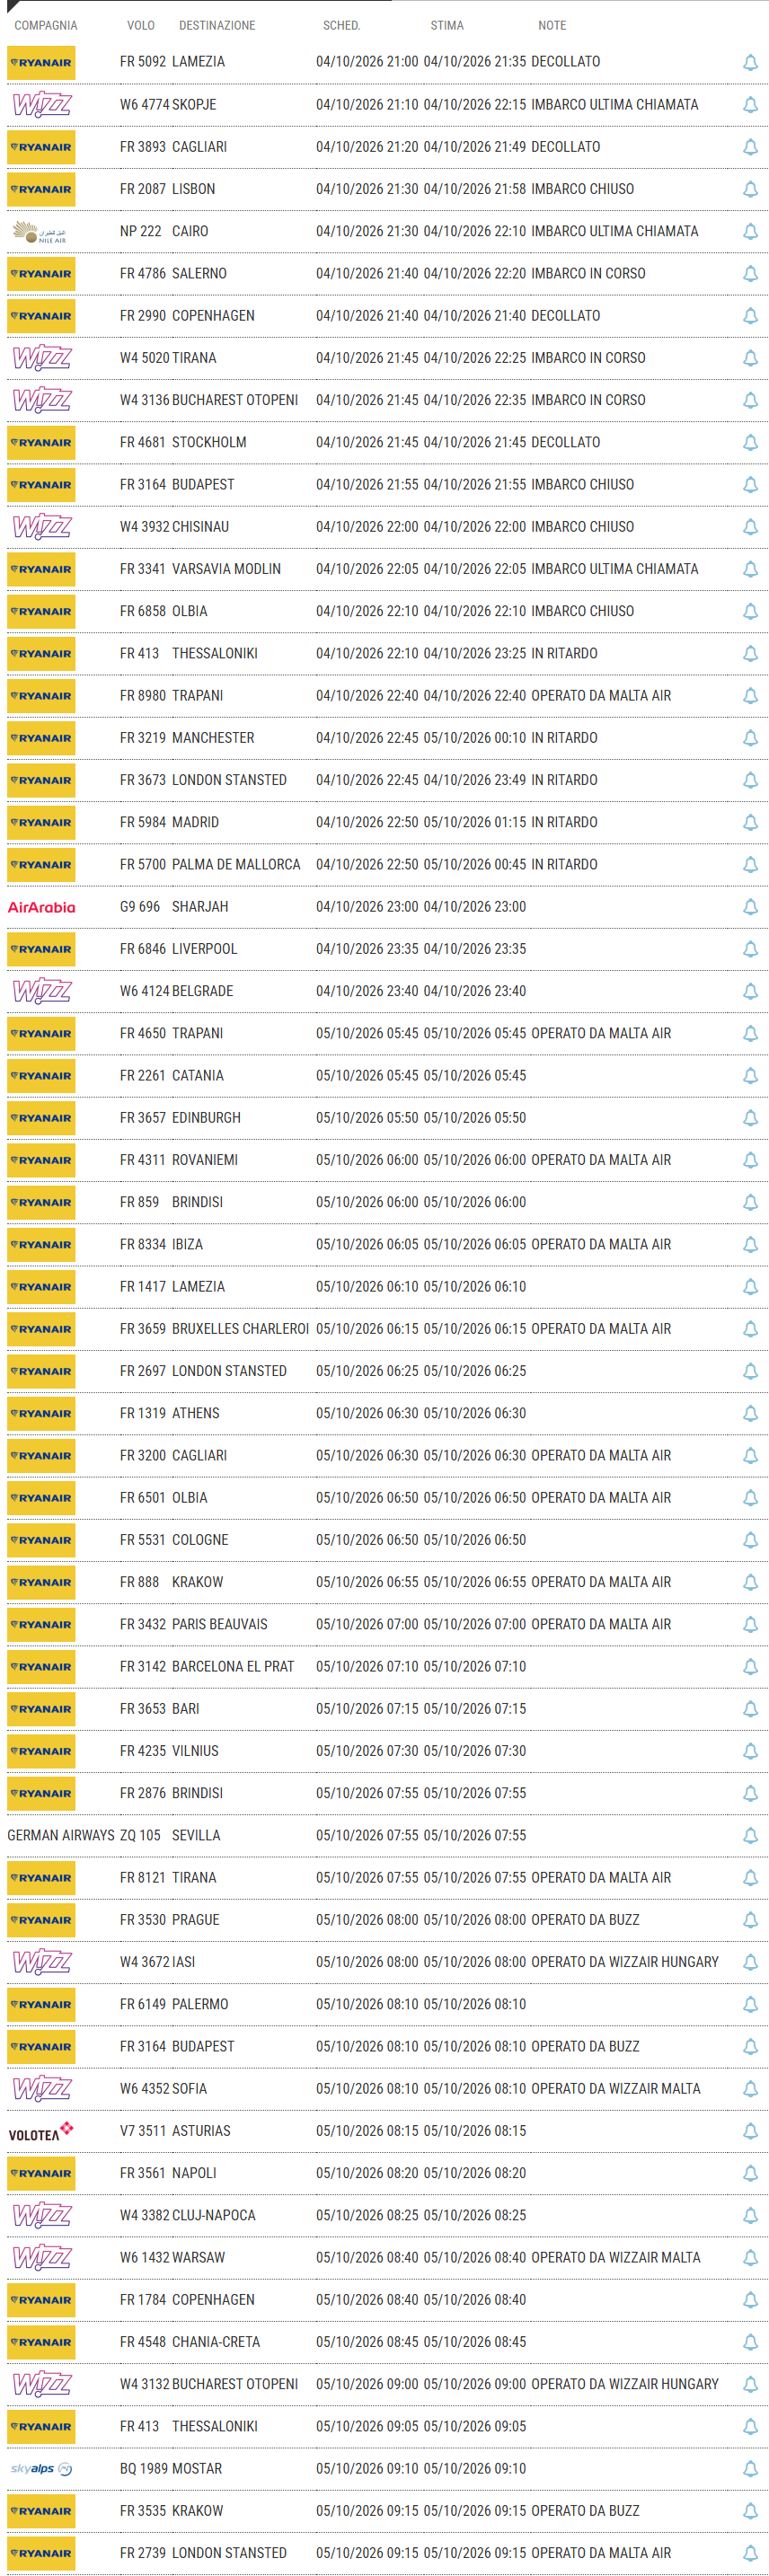 COMPAGNIA VOLO DESTINAZIONE SCHED. STIMA NOTE
RYANAIR FR 5092 LAMEZIA 04/10/2026 21:00 04/10/2026 21:35 DECOLLATO
WIZZ W6 4774 SKOPJE 04/10/2026 21:10 04/10/2026 22:15 IMBARCO ULTIMA CHIAMATA
RYANAIR FR 3893 CAGLIARI 04/10/2026 21:20 04/10/2026 21:49 DECOLLATO
RYANAIR FR 2087 LISBON 04/10/2026 21:30 04/10/2026 21:58 IMBARCO CHIUSO
النيل للطيران NILE AIR NP 222 CAIRO 04/10/2026 21:30 04/10/2026 22:10 IMBARCO ULTIMA CHIAMATA
RYANAIR FR 4786 SALERNO 04/10/2026 21:40 04/10/2026 22:20 IMBARCO IN CORSO
RYANAIR FR 2990 COPENHAGEN 04/10/2026 21:40 04/10/2026 21:40 DECOLLATO
WIZZ W4 5020 TIRANA 04/10/2026 21:45 04/10/2026 22:25 IMBARCO IN CORSO
WIZZ W4 3136 BUCHAREST OTOPENI 04/10/2026 21:45 04/10/2026 22:35 IMBARCO IN CORSO
RYANAIR FR 4681 STOCKHOLM 04/10/2026 21:45 04/10/2026 21:45 DECOLLATO
RYANAIR FR 3164 BUDAPEST 04/10/2026 21:55 04/10/2026 21:55 IMBARCO CHIUSO
WIZZ W4 3932 CHISINAU 04/10/2026 22:00 04/10/2026 22:00 IMBARCO CHIUSO
RYANAIR FR 3341 VARSAVIA MODLIN 04/10/2026 22:05 04/10/2026 22:05 IMBARCO ULTIMA CHIAMATA
RYANAIR FR 6858 OLBIA 04/10/2026 22:10 04/10/2026 22:10 IMBARCO CHIUSO
RYANAIR FR 413 THESSALONIKI 04/10/2026 22:10 04/10/2026 23:25 IN RITARDO
RYANAIR FR 8980 TRAPANI 04/10/2026 22:40 04/10/2026 22:40 OPERATO DA MALTA AIR
RYANAIR FR 3219 MANCHESTER 04/10/2026 22:45 05/10/2026 00:10 IN RITARDO
RYANAIR FR 3673 LONDON STANSTED 04/10/2026 22:45 04/10/2026 23:49 IN RITARDO
RYANAIR FR 5984 MADRID 04/10/2026 22:50 05/10/2026 01:15 IN RITARDO
RYANAIR FR 5700 PALMA DE MALLORCA 04/10/2026 22:50 05/10/2026 00:45 IN RITARDO
AirArabia G9 696 SHARJAH 04/10/2026 23:00 04/10/2026 23:00
RYANAIR FR 6846 LIVERPOOL 04/10/2026 23:35 04/10/2026 23:35
WIZZ W6 4124 BELGRADE 04/10/2026 23:40 04/10/2026 23:40
RYANAIR FR 4650 TRAPANI 05/10/2026 05:45 05/10/2026 05:45 OPERATO DA MALTA AIR
RYANAIR FR 2261 CATANIA 05/10/2026 05:45 05/10/2026 05:45
RYANAIR FR 3657 EDINBURGH 05/10/2026 05:50 05/10/2026 05:50
RYANAIR FR 4311 ROVANIEMI 05/10/2026 06:00 05/10/2026 06:00 OPERATO DA MALTA AIR
RYANAIR FR 859 BRINDISI 05/10/2026 06:00 05/10/2026 06:00
RYANAIR FR 8334 IBIZA 05/10/2026 06:05 05/10/2026 06:05 OPERATO DA MALTA AIR
RYANAIR FR 1417 LAMEZIA 05/10/2026 06:10 05/10/2026 06:10
RYANAIR FR 3659 BRUXELLES CHARLEROI 05/10/2026 06:15 05/10/2026 06:15 OPERATO DA MALTA AIR
RYANAIR FR 2697 LONDON STANSTED 05/10/2026 06:25 05/10/2026 06:25
RYANAIR FR 1319 ATHENS 05/10/2026 06:30 05/10/2026 06:30
RYANAIR FR 3200 CAGLIARI 05/10/2026 06:30 05/10/2026 06:30 OPERATO DA MALTA AIR
RYANAIR FR 6501 OLBIA 05/10/2026 06:50 05/10/2026 06:50 OPERATO DA MALTA AIR
RYANAIR FR 5531 COLOGNE 05/10/2026 06:50 05/10/2026 06:50
RYANAIR FR 888 KRAKOW 05/10/2026 06:55 05/10/2026 06:55 OPERATO DA MALTA AIR
RYANAIR FR 3432 PARIS BEAUVAIS 05/10/2026 07:00 05/10/2026 07:00 OPERATO DA MALTA AIR
RYANAIR FR 3142 BARCELONA EL PRAT 05/10/2026 07:10 05/10/2026 07:10
RYANAIR FR 3653 BARI 05/10/2026 07:15 05/10/2026 07:15
RYANAIR FR 4235 VILNIUS 05/10/2026 07:30 05/10/2026 07:30
RYANAIR FR 2876 BRINDISI 05/10/2026 07:55 05/10/2026 07:55
GERMAN AIRWAYS ZQ 105 SEVILLA 05/10/2026 07:55 05/10/2026 07:55
RYANAIR FR 8121 TIRANA 05/10/2026 07:55 05/10/2026 07:55 OPERATO DA MALTA AIR
RYANAIR FR 3530 PRAGUE 05/10/2026 08:00 05/10/2026 08:00 OPERATO DA BUZZ
WIZZ W4 3672 IASI 05/10/2026 08:00 05/10/2026 08:00 OPERATO DA WIZZAIR HUNGARY
RYANAIR FR 6149 PALERMO 05/10/2026 08:10 05/10/2026 08:10
RYANAIR FR 3164 BUDAPEST 05/10/2026 08:10 05/10/2026 08:10 OPERATO DA BUZZ
WIZZ W6 4352 SOFIA 05/10/2026 08:10 05/10/2026 08:10 OPERATO DA WIZZAIR MALTA
VOLOTEA V7 3511 ASTURIAS 05/10/2026 08:15 05/10/2026 08:15
RYANAIR FR 3561 NAPOLI 05/10/2026 08:20 05/10/2026 08:20
WIZZ W4 3382 CLUJ-NAPOCA 05/10/2026 08:25 05/10/2026 08:25
WIZZ W6 1432 WARSAW 05/10/2026 08:40 05/10/2026 08:40 OPERATO DA WIZZAIR MALTA
RYANAIR FR 1784 COPENHAGEN 05/10/2026 08:40 05/10/2026 08:40
RYANAIR FR 4548 CHANIA-CRETA 05/10/2026 08:45 05/10/2026 08:45
WIZZ W4 3132 BUCHAREST OTOPENI 05/10/2026 09:00 05/10/2026 09:00 OPERATO DA WIZZAIR HUNGARY
RYANAIR FR 413 THESSALONIKI 05/10/2026 09:05 05/10/2026 09:05
skyalps BQ 1989 MOSTAR 05/10/2026 09:10 05/10/2026 09:10
RYANAIR FR 3535 KRAKOW 05/10/2026 09:15 05/10/2026 09:15 OPERATO DA BUZZ
RYANAIR FR 2739 LONDON STANSTED 05/10/2026 09:15 05/10/2026 09:15 OPERATO DA MALTA AIR